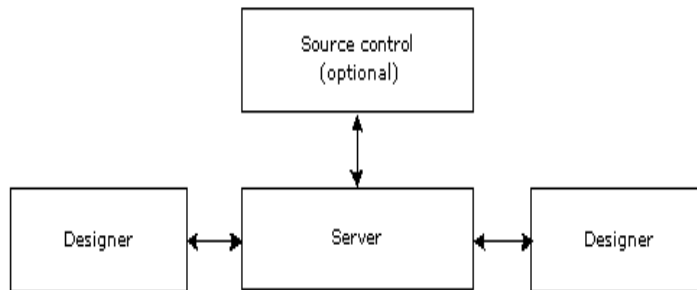 Source control
(optional)
Designer
Server
Designer